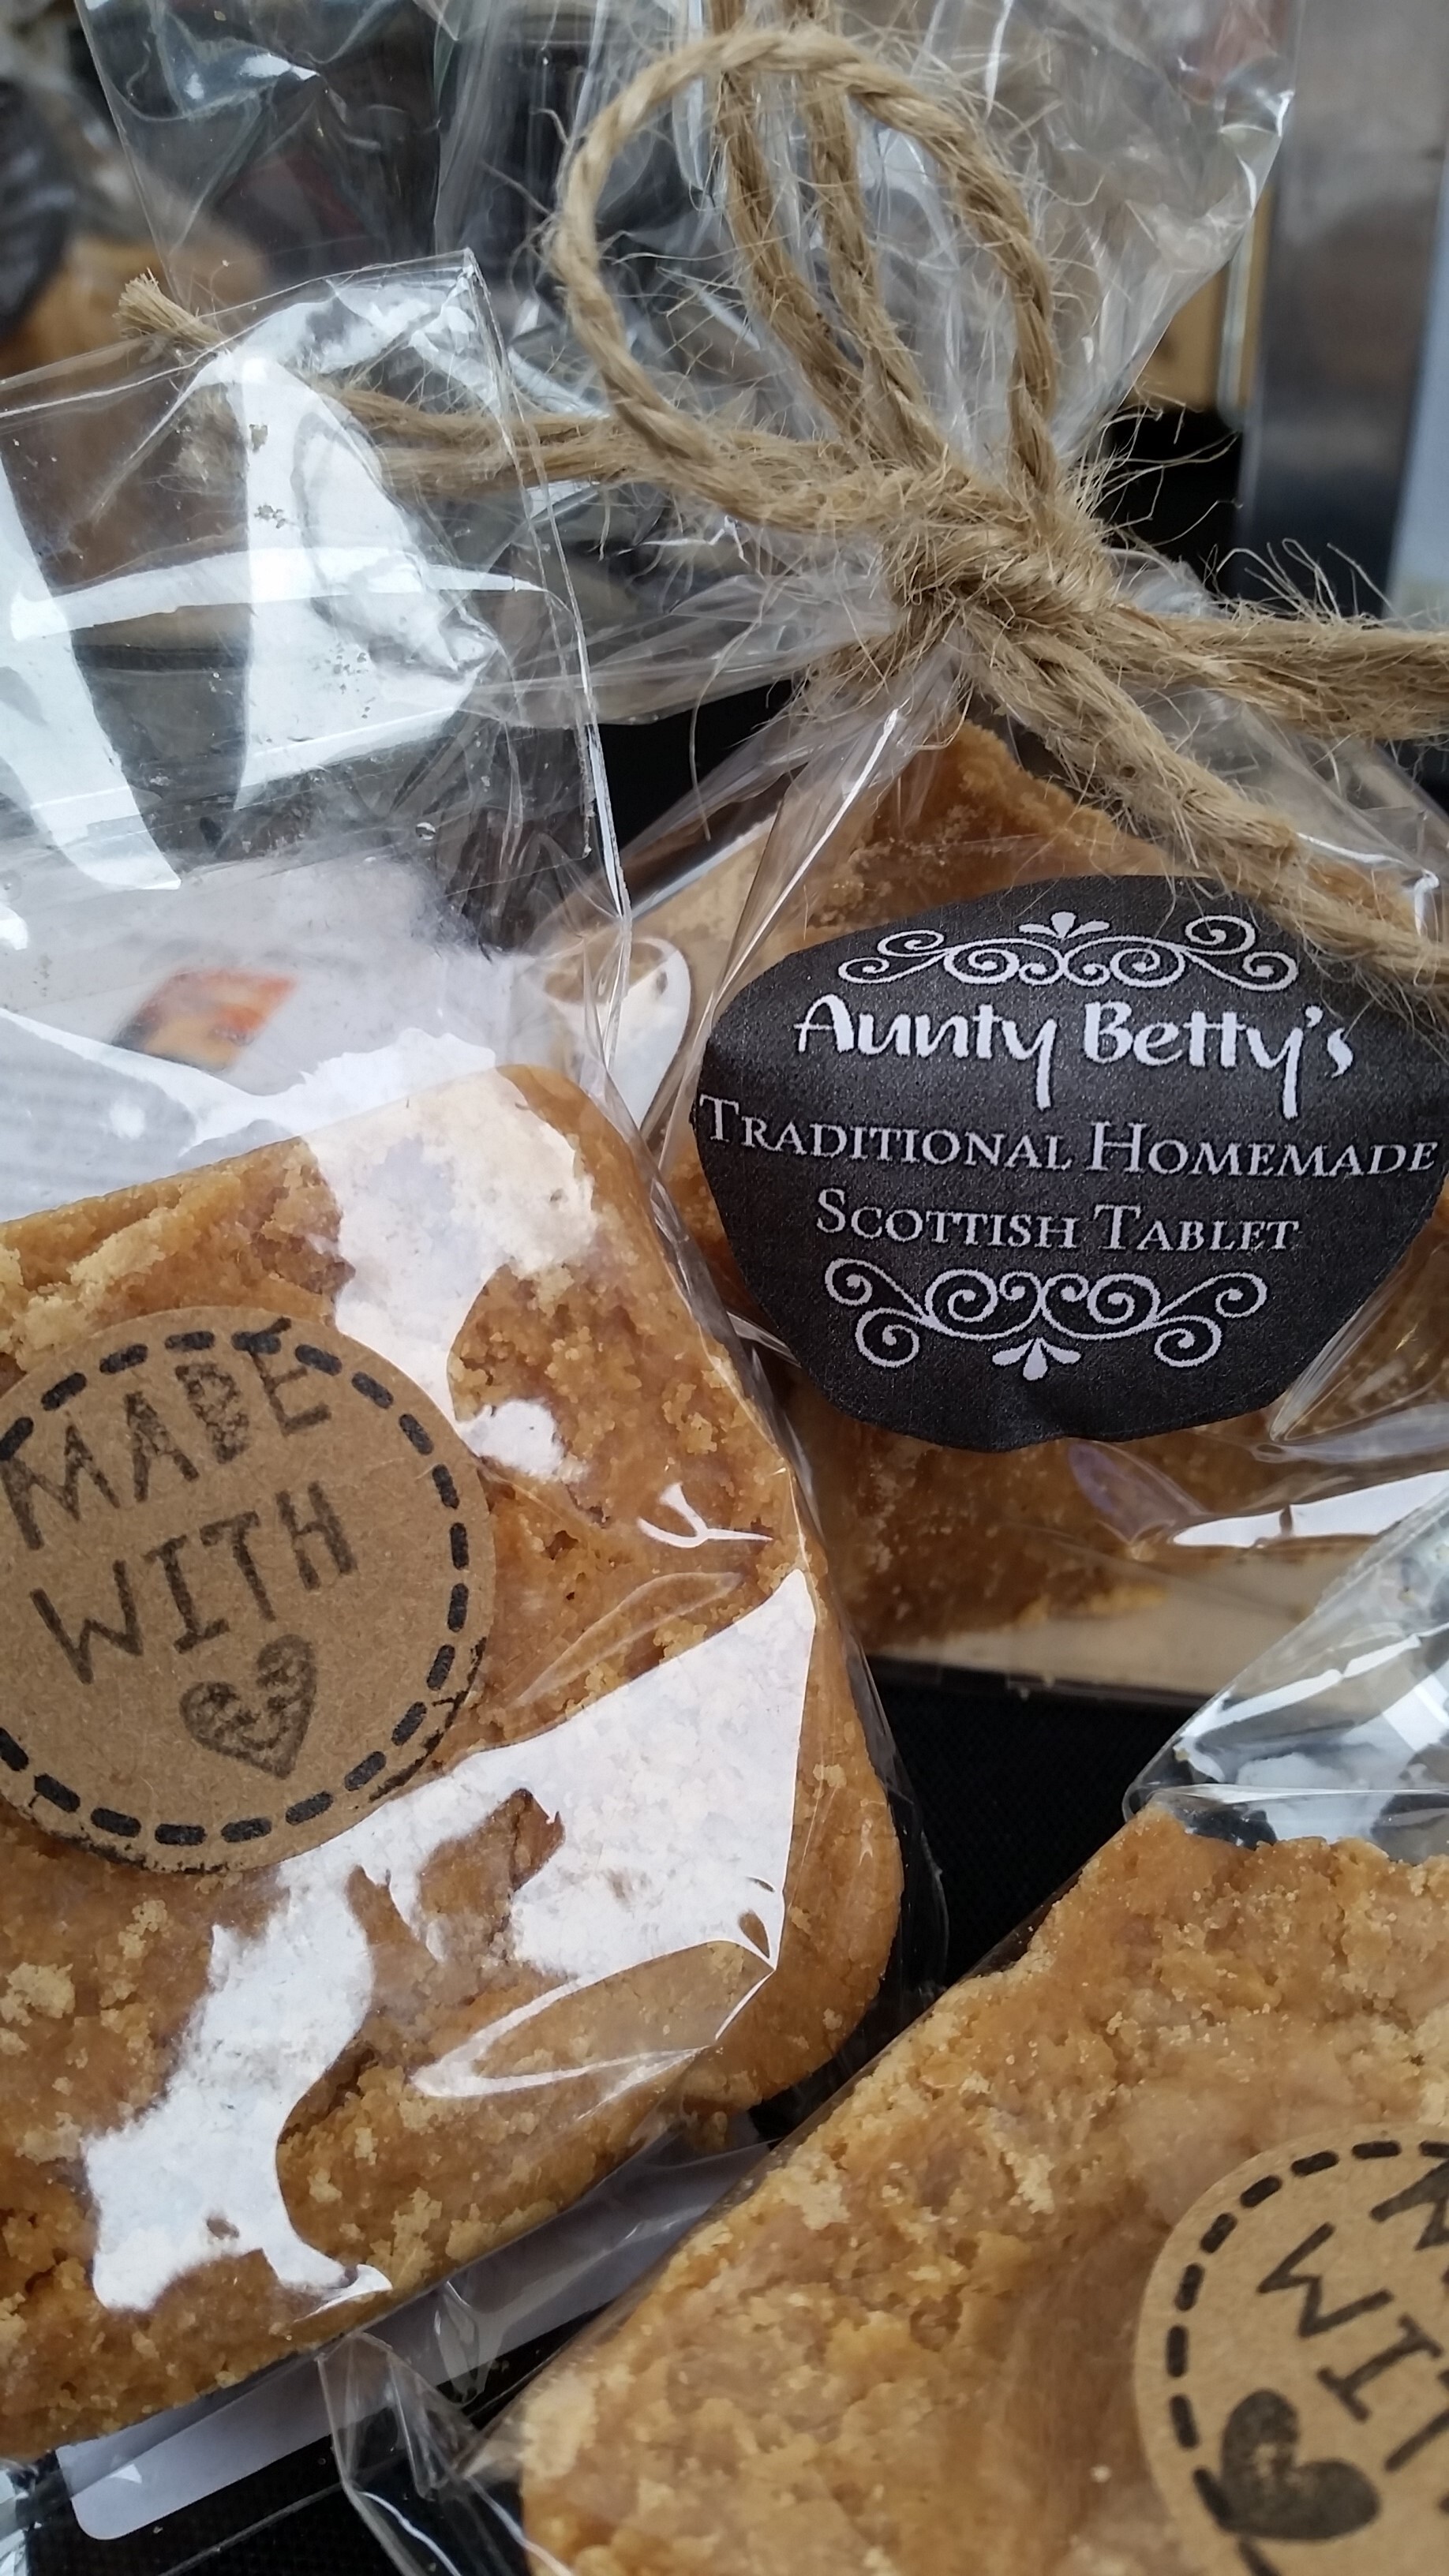 Aunty Betty's
TRADITIONAL HOMEMADE
SCOTTISH TABLET
MADE
WITH
WIT